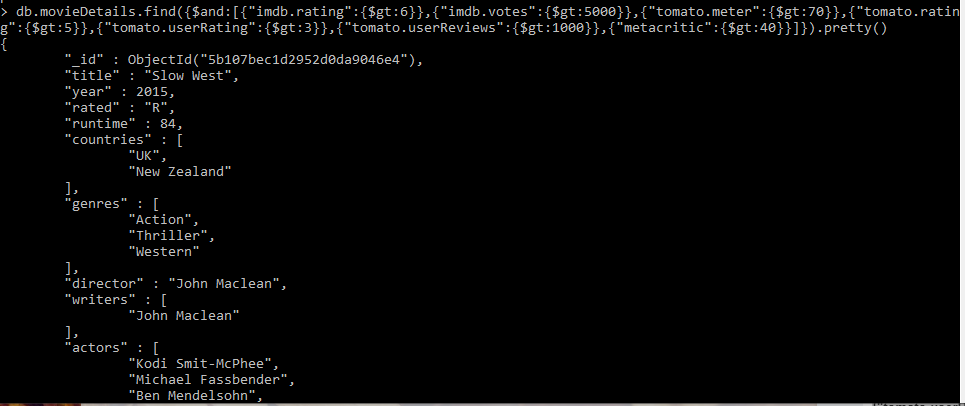 > db.movieDetails.find({$and:[{"imdb.rating":{$gt:6}},{"imdb.votes":{$gt:5000}},{"tomato.meter":{$gt:70}},{"tomato.ratin
g":{$gt:5}},{"tomato.userRating":{$gt:3}},{"tomato.userReviews":{$gt:1000}},{"metacritic":{$gt:40}}]}).pretty()
{
        "_id" : ObjectId("5b107bec1d2952d0da9046e4"),
        "title" : "Slow West",
        "year" : 2015,
        "rated" : "R",
        "runtime" : 84,
        "countries" : [
                "UK",
                "New Zealand"
        ],
        "genres" : [
                "Action",
                "Thriller",
                "Western"
        ],
        "director" : "John Maclean",
        "writers" : [
                "John Maclean"
        ],
        "actors" : [
                "Kodi Smit-McPhee",
                "Michael Fassbender",
                "Ben Mendelsohn",